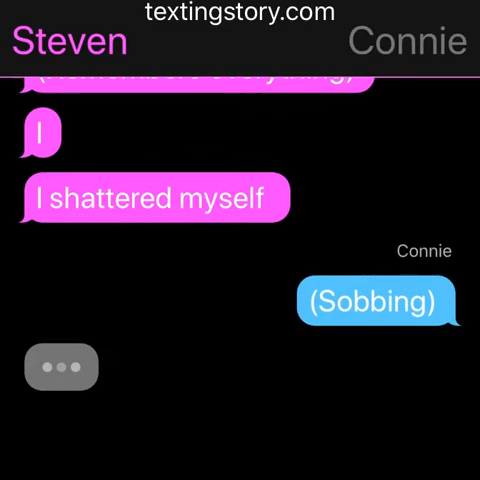 textingstory.com
Steven Connie
I
I shattered myself
Connie
(Sobbing)